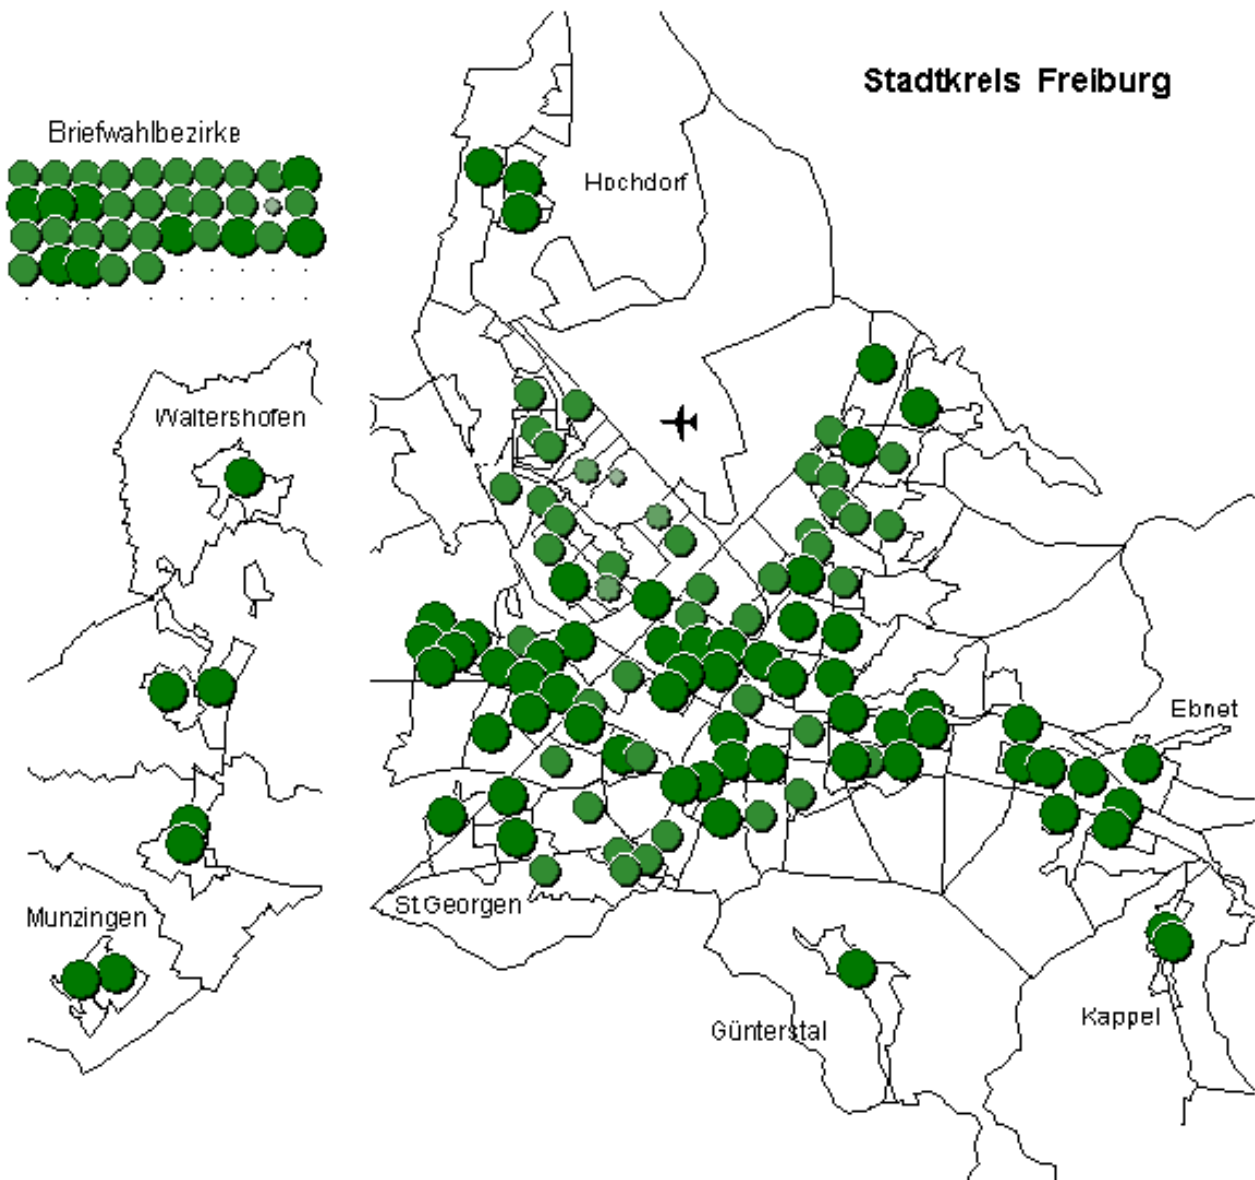 Stadtkreis Freiburg
Briefwahlbezirke
Hochdorf
Waltershofen
Ebnet
St.Georgen
Munzingen
Kappel
Günterstal